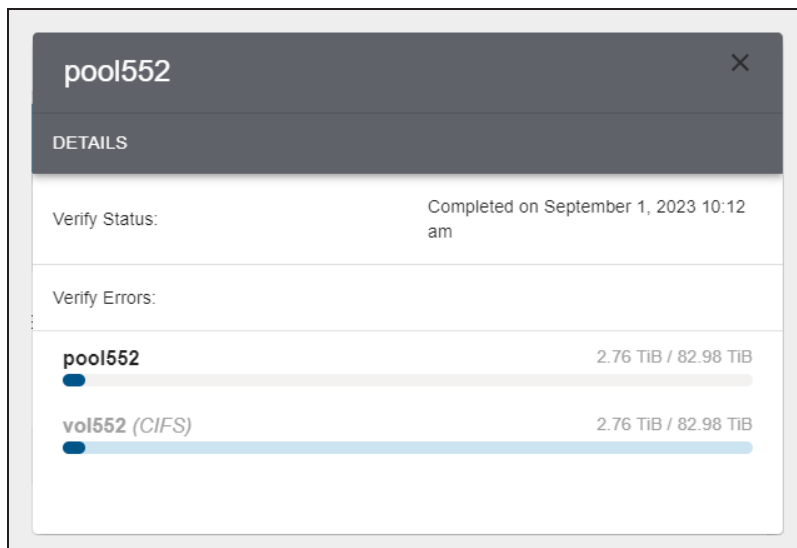 pool552
DETAILS
Verify Status:
Completed on September 1, 2023 10:12
am
Verify Errors:
pool552 2.76 TiB / 82.98 TiB
vol552 (CIFS) 2.76 TiB / 82.98 TiB